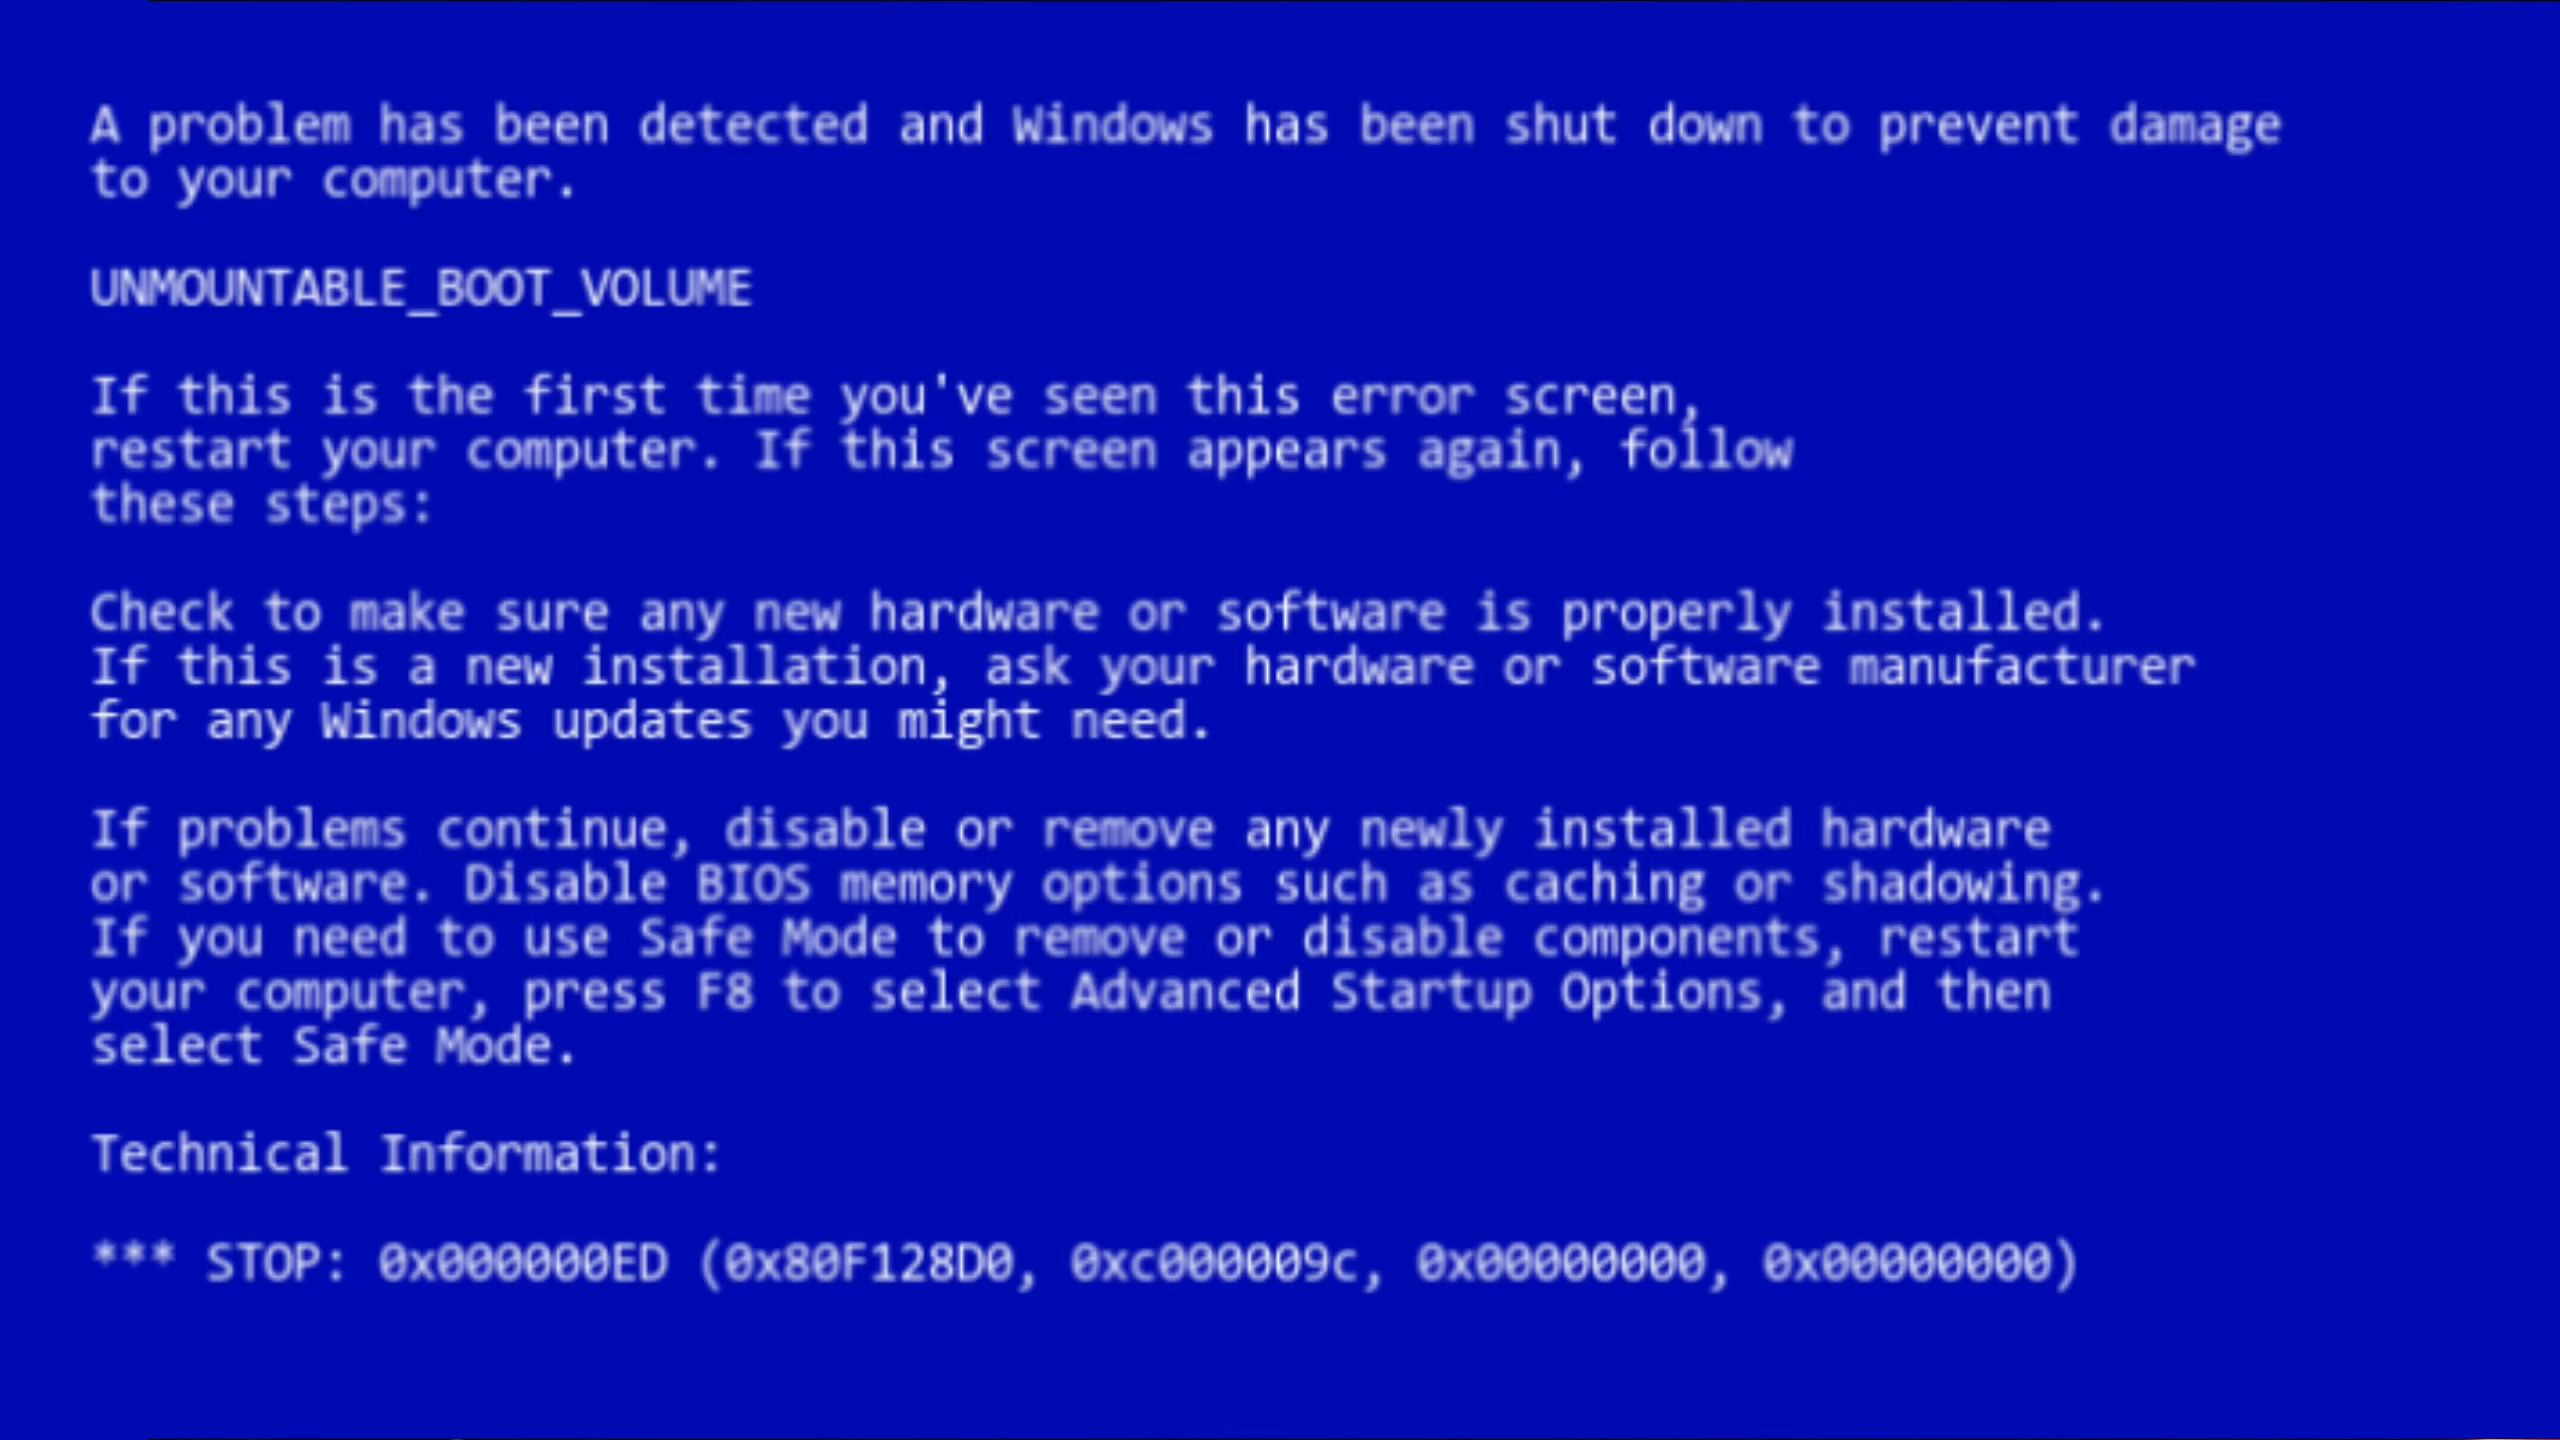 A problem has been detected and Windows has been shut down to prevent damage
to your computer.
UNMOUNTABLE_BOOT_VOLUME
If this is the first time you've seen this error screen,
restart your computer. If this screen appears again, follow
these steps:
Check to make sure any new hardware or software is properly installed.
If this is a new installation, ask your hardware or software manufacturer
for any Windows updates you might need.
If problems continue, disable or remove any newly installed hardware
or software. Disable BIOS memory options such as caching or shadowing.
If you need to use Safe Mode to remove or disable components, restart
your computer, press F8 to select Advanced Startup Options, and then
select Safe Mode.
Technical Information:
*** STOP: 0x000000ED (0x80F128D0, 0xc000009c, 0x00000000, 0x00000000)